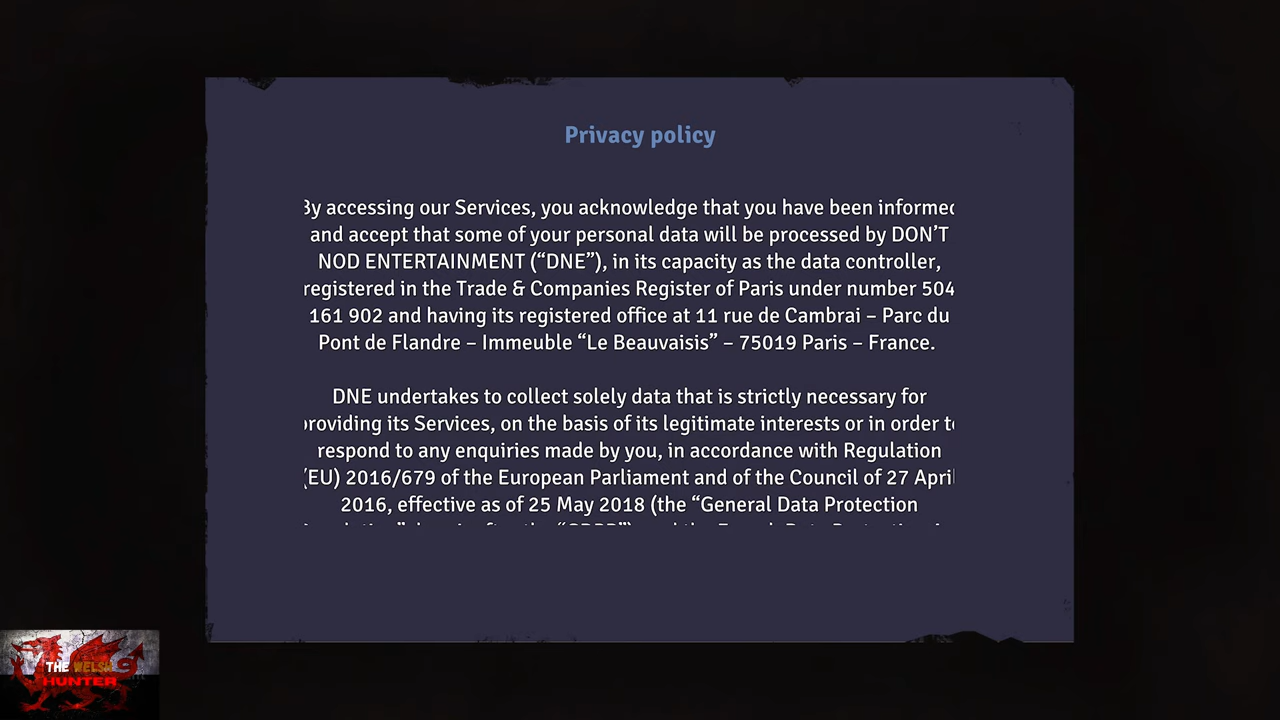 Privacy policy
By accessing our Services, you acknowledge that you have been informed
and accept that some of your personal data will be processed by DON’T
NOD ENTERTAINMENT (“DNE”), in its capacity as the data controller,
registered in the Trade & Companies Register of Paris under number 504
161 902 and having its registered office at 11 rue de Cambrai – Parc du
Pont de Flandre – Immeuble “Le Beauvaisis” – 75019 Paris – France.
DNE undertakes to collect solely data that is strictly necessary for
providing its Services, on the basis of its legitimate interests or in order to
respond to any enquiries made by you, in accordance with Regulation
(EU) 2016/679 of the European Parliament and of the Council of 27 April
2016, effective as of 25 May 2018 (the “General Data Protection
THE WELSH
HUNTER